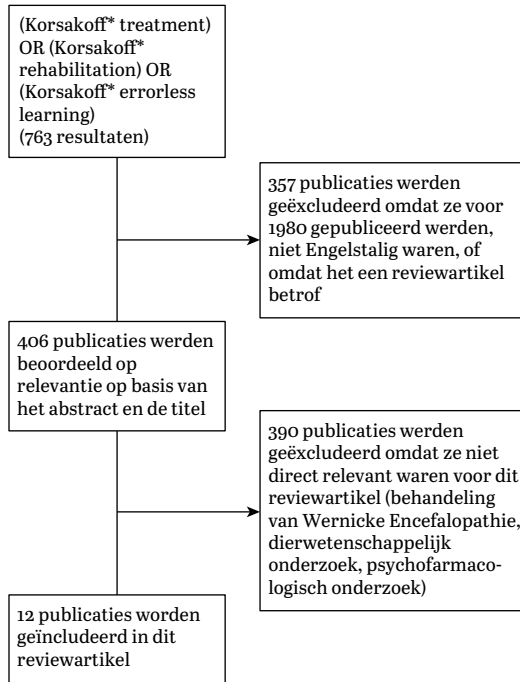 (Korsakoff* treatment)
OR (Korsakoff*
rehabilitation) OR
(Korsakoff* errorless
learning)
(763 resultaten)
357 publicaties werden
geëxcludeerd omdat ze voor
1980 gepubliceerd werden,
niet Engelstalig waren, of
omdat het een reviewartikel
betrof
406 publicaties werden
beoordeeld op
relevantie op basis van
het abstract en de titel
390 publicaties werden
geëxcludeerd omdat ze niet
direct relevant waren voor dit
reviewartikel (behandeling
van Wernicke Encefalopathie,
dierwetenschappelijk
onderzoek, psychofarmaco-
logisch onderzoek)
12 publicaties worden
geïncludeerd in dit
reviewartikel